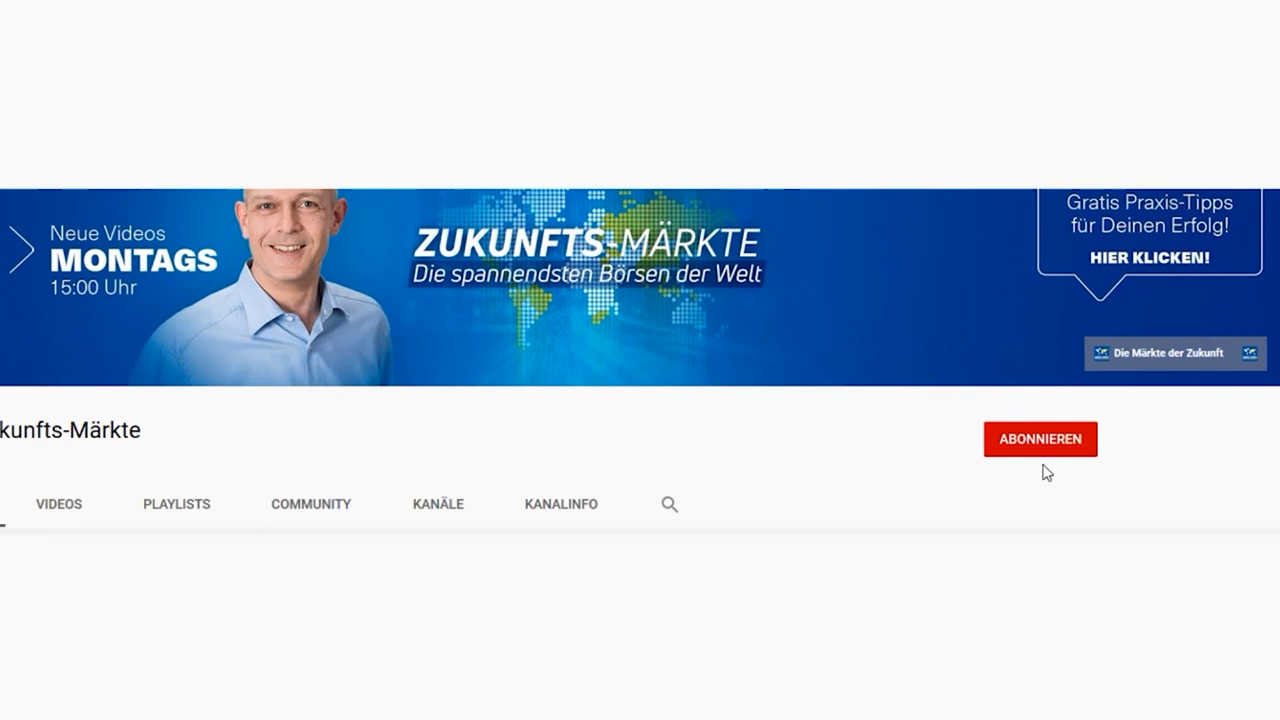 Neue Videos
MONTAGS
15:00 Uhr
ZUKUNFTS-MÄRKTE
Die spannendsten Börsen der Welt
Gratis Praxis-Tipps
für Deinen Erfolg!
HIER KLICKEN!
Die Märkte der Zukunft
kunfts-Märkte
ABONNIEREN
VIDEOS PLAYLISTS COMMUNITY KANÄLE KANALINFO